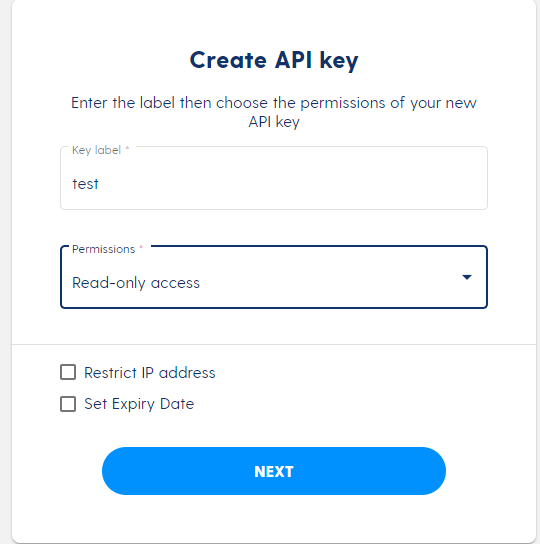 Create API key
Enter the label then choose the permissions of your new
API key
Key label *
test
Permissions *
Read-only access
Restrict IP address
Set Expiry Date
NEXT